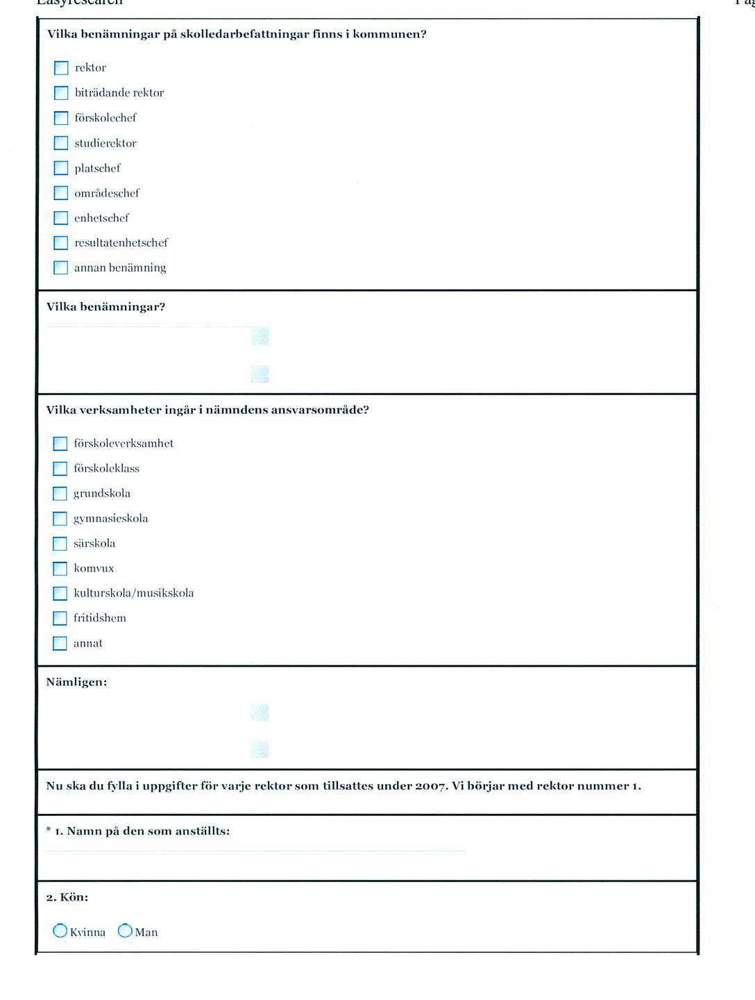 Easyresearch
Vilka benämningar på skolledarbefattningar finns i kommunen?
rektor
biträdande rektor
förskolechef
studierektor
platschef
områdeschef
enhetschef
resultatenhetschef
annan benämning
Vilka benämningar?
Vilka verksamheter ingår i nämndens ansvarsområde?
förskoleverksamhet
förskoleklass
grundskola
gymnasieskola
särskola
komvux
kulturskola/musikskola
fritidshem
annat
Nämligen:
Nu ska du fylla i uppgifter för varje rektor som tillsattes under 2007. Vi börjar med rektor nummer 1.
* 1. Namn på den som anställts:
2. Kön:
Kvinna Man